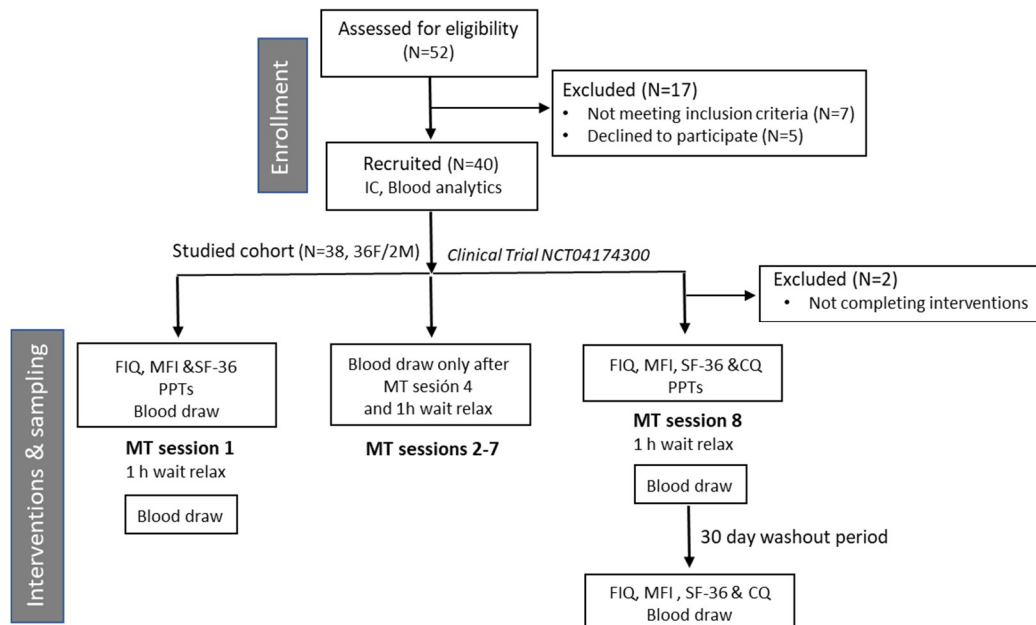 Enrollment
Assessed for eligibility
(N=52)
Excluded (N=17)
• Not meeting inclusion criteria (N=7)
• Declined to participate (N=5)
Recruited (N=40)
IC, Blood analytics
Studied cohort (N=38, 36F/2M)
Clinical Trial NCT04174300
Excluded (N=2)
• Not completing interventions
Interventions & sampling
FIQ, MFI &SF-36
PPTs
Blood draw
MT session 1
1 h wait relax
Blood draw
Blood draw only after
MT sesión 4
and 1h wait relax
MT sessions 2-7
FIQ, MFI, SF-36 &CQ
PPTs
MT session 8
1h wait relax
Blood draw
30 day washout period
FIQ, MFI , SF-36 & CQ
Blood draw